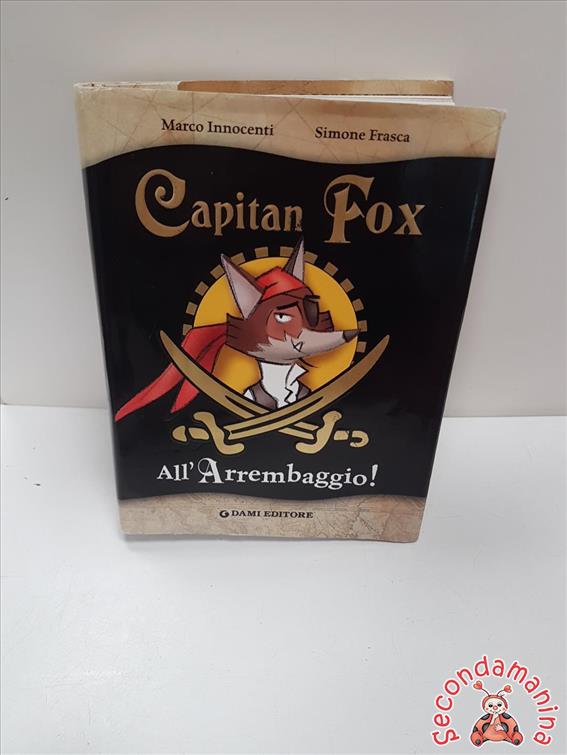 Marco Innocenti Simone Frasca
Capitan Fox
All'Arrembaggio!
DAMI EDITORE
Secondamanina